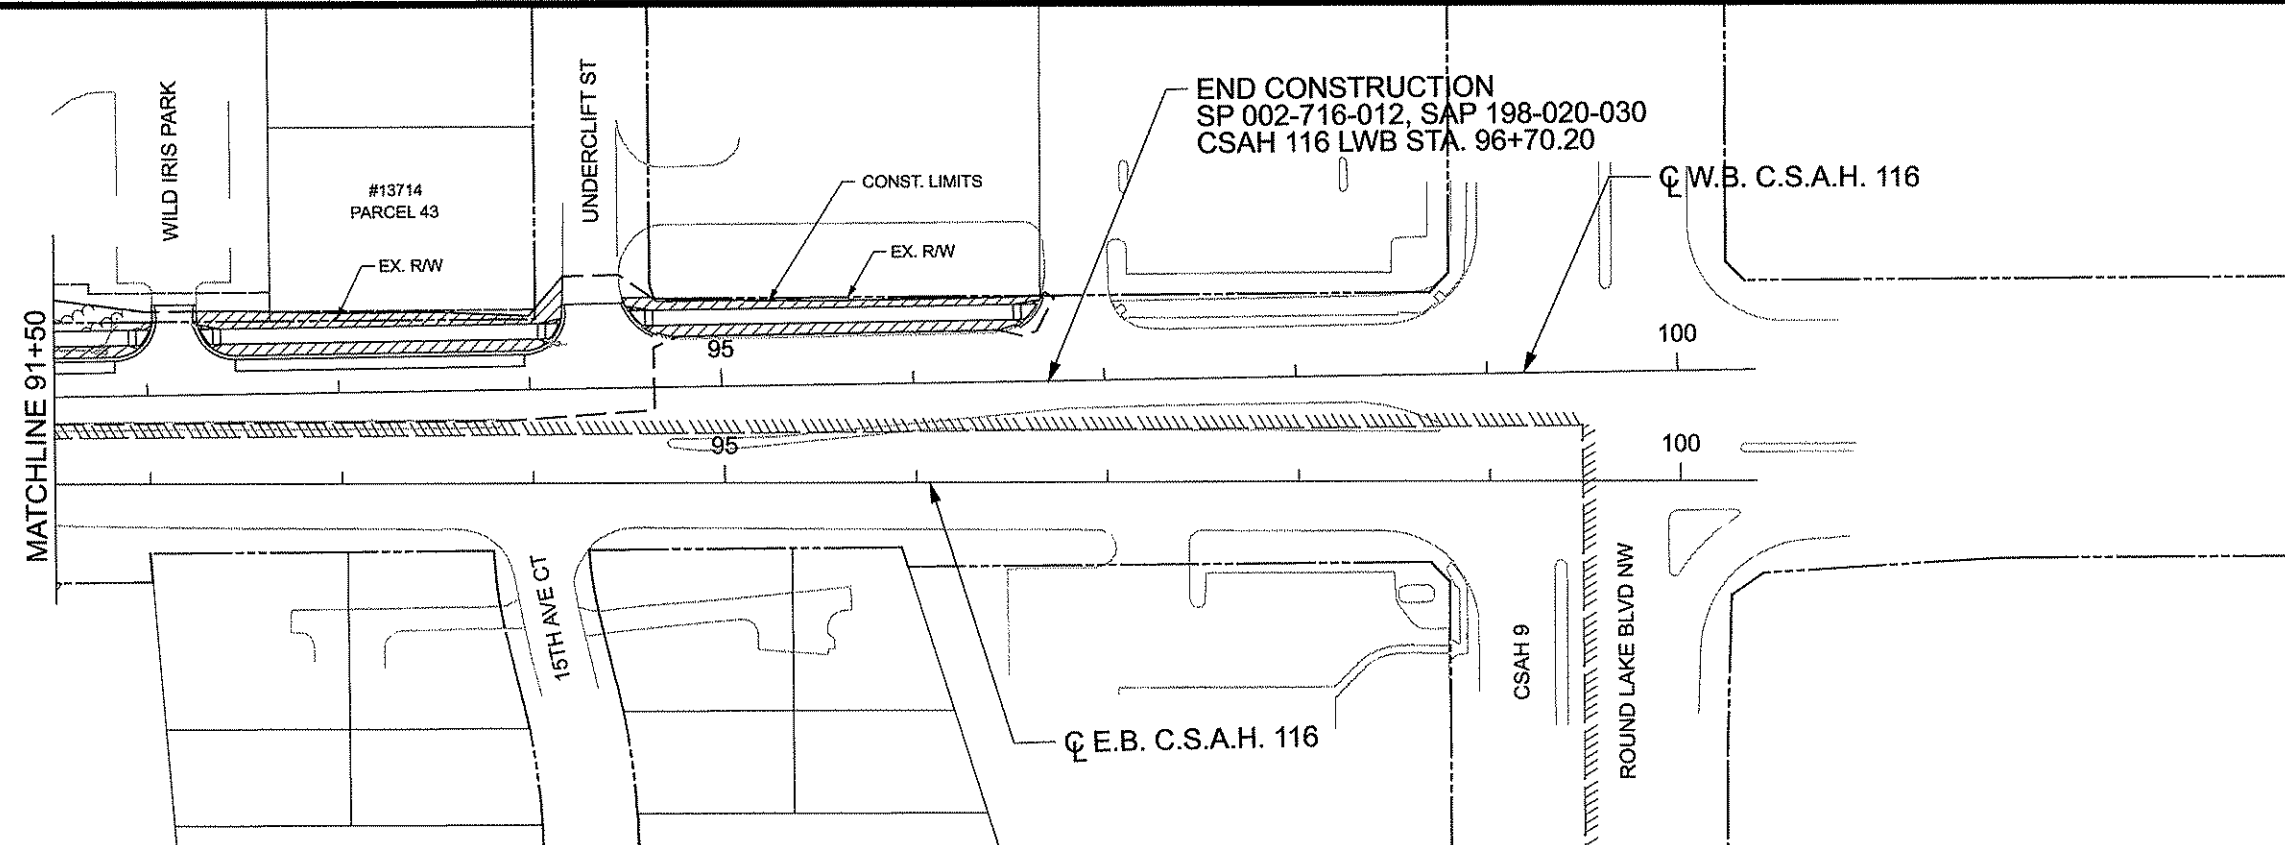 END CONSTRUCTION
SP 002-716-012, SAP 198-020-030
CSAH 116 LWB STA. 96+70.20
℄ W.B. C.S.A.H. 116
WILD IRIS PARK
#13714
PARCEL 43
EX. R/W
UNDERCLIFT ST
CONST. LIMITS
EX. R/W
MATCHLINE 91+50
95
100
95
100
15TH AVE CT
℄ E.B. C.S.A.H. 116
CSAH 9
ROUND LAKE BLVD NW